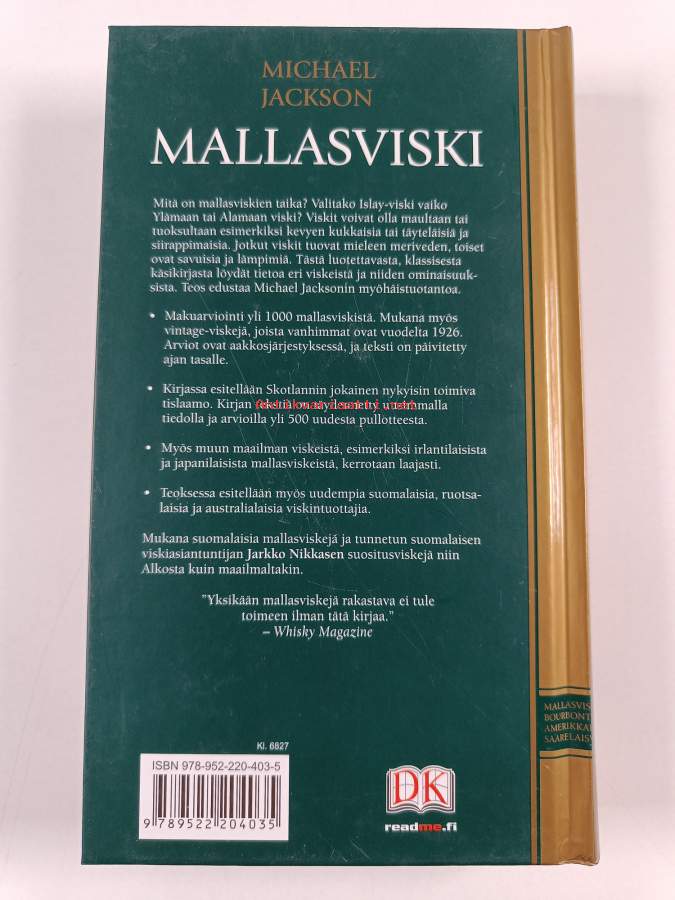 MICHAEL
JACKSON
MALLASVISKI
Mitä on mallasviskien taika? Valitako Islay-viski vaiko
Ylämaan tai Alamaan viski? Viskit voivat olla maultaan tai
tuoksultaan esimerkiksi kevyen kukkaisia tai täyteläisiä ja
siirappimaisia. Jotkut viskit tuovat mieleen meriveden, toiset
ovat savuisia ja lämpimiä. Tästä luotettavasta, klassisesta
käsikirjasta löydät tietoa eri viskeistä ja niiden ominaisuuk-
sista. Teos edustaa Michael Jacksonin myöhäistuotantoa.
• Makuarviointi yli 1000 mallasviskistä. Mukana myös
vintage-viskejä, joista vanhimmat ovat vuodelta 1926.
Arviot ovat aakkosjärjestyksessä, ja teksti on päivitetty
ajan tasalle.
• Kirjassa esitellään Skotlannin jokainen nykyisin toimiva
tislaamo. Kirjan teksti on täydennetty uusimmalla
tiedolla ja arvioilla yli 500 uudesta pullotteesta.
• Myös muun maailman viskeistä, esimerkiksi irlantilaisista
ja japanilaisista mallasviskeistä, kerrotaan laajasti.
• Teoksessa esitellään myös uudempia suomalaisia, ruotsa-
laisia ja australialaisia viskintuottajia.
Mukana suomalaisia mallasviskejä ja tunnetun suomalaisen
viskiasiantuntijan Jarkko Nikkasen suositusviskejä niin
Alkosta kuin maailmaltakin.
"Yksikään mallasviskejä rakastava ei tule
toimeen ilman tätä kirjaa."
– Whisky Magazine
Kl. 6827
ISBN 978-952-220-403-5
9 789522 204035
DK
readme.fi
MALLASVIS
BOURBONT
AMERIKKA
SAARELAIS